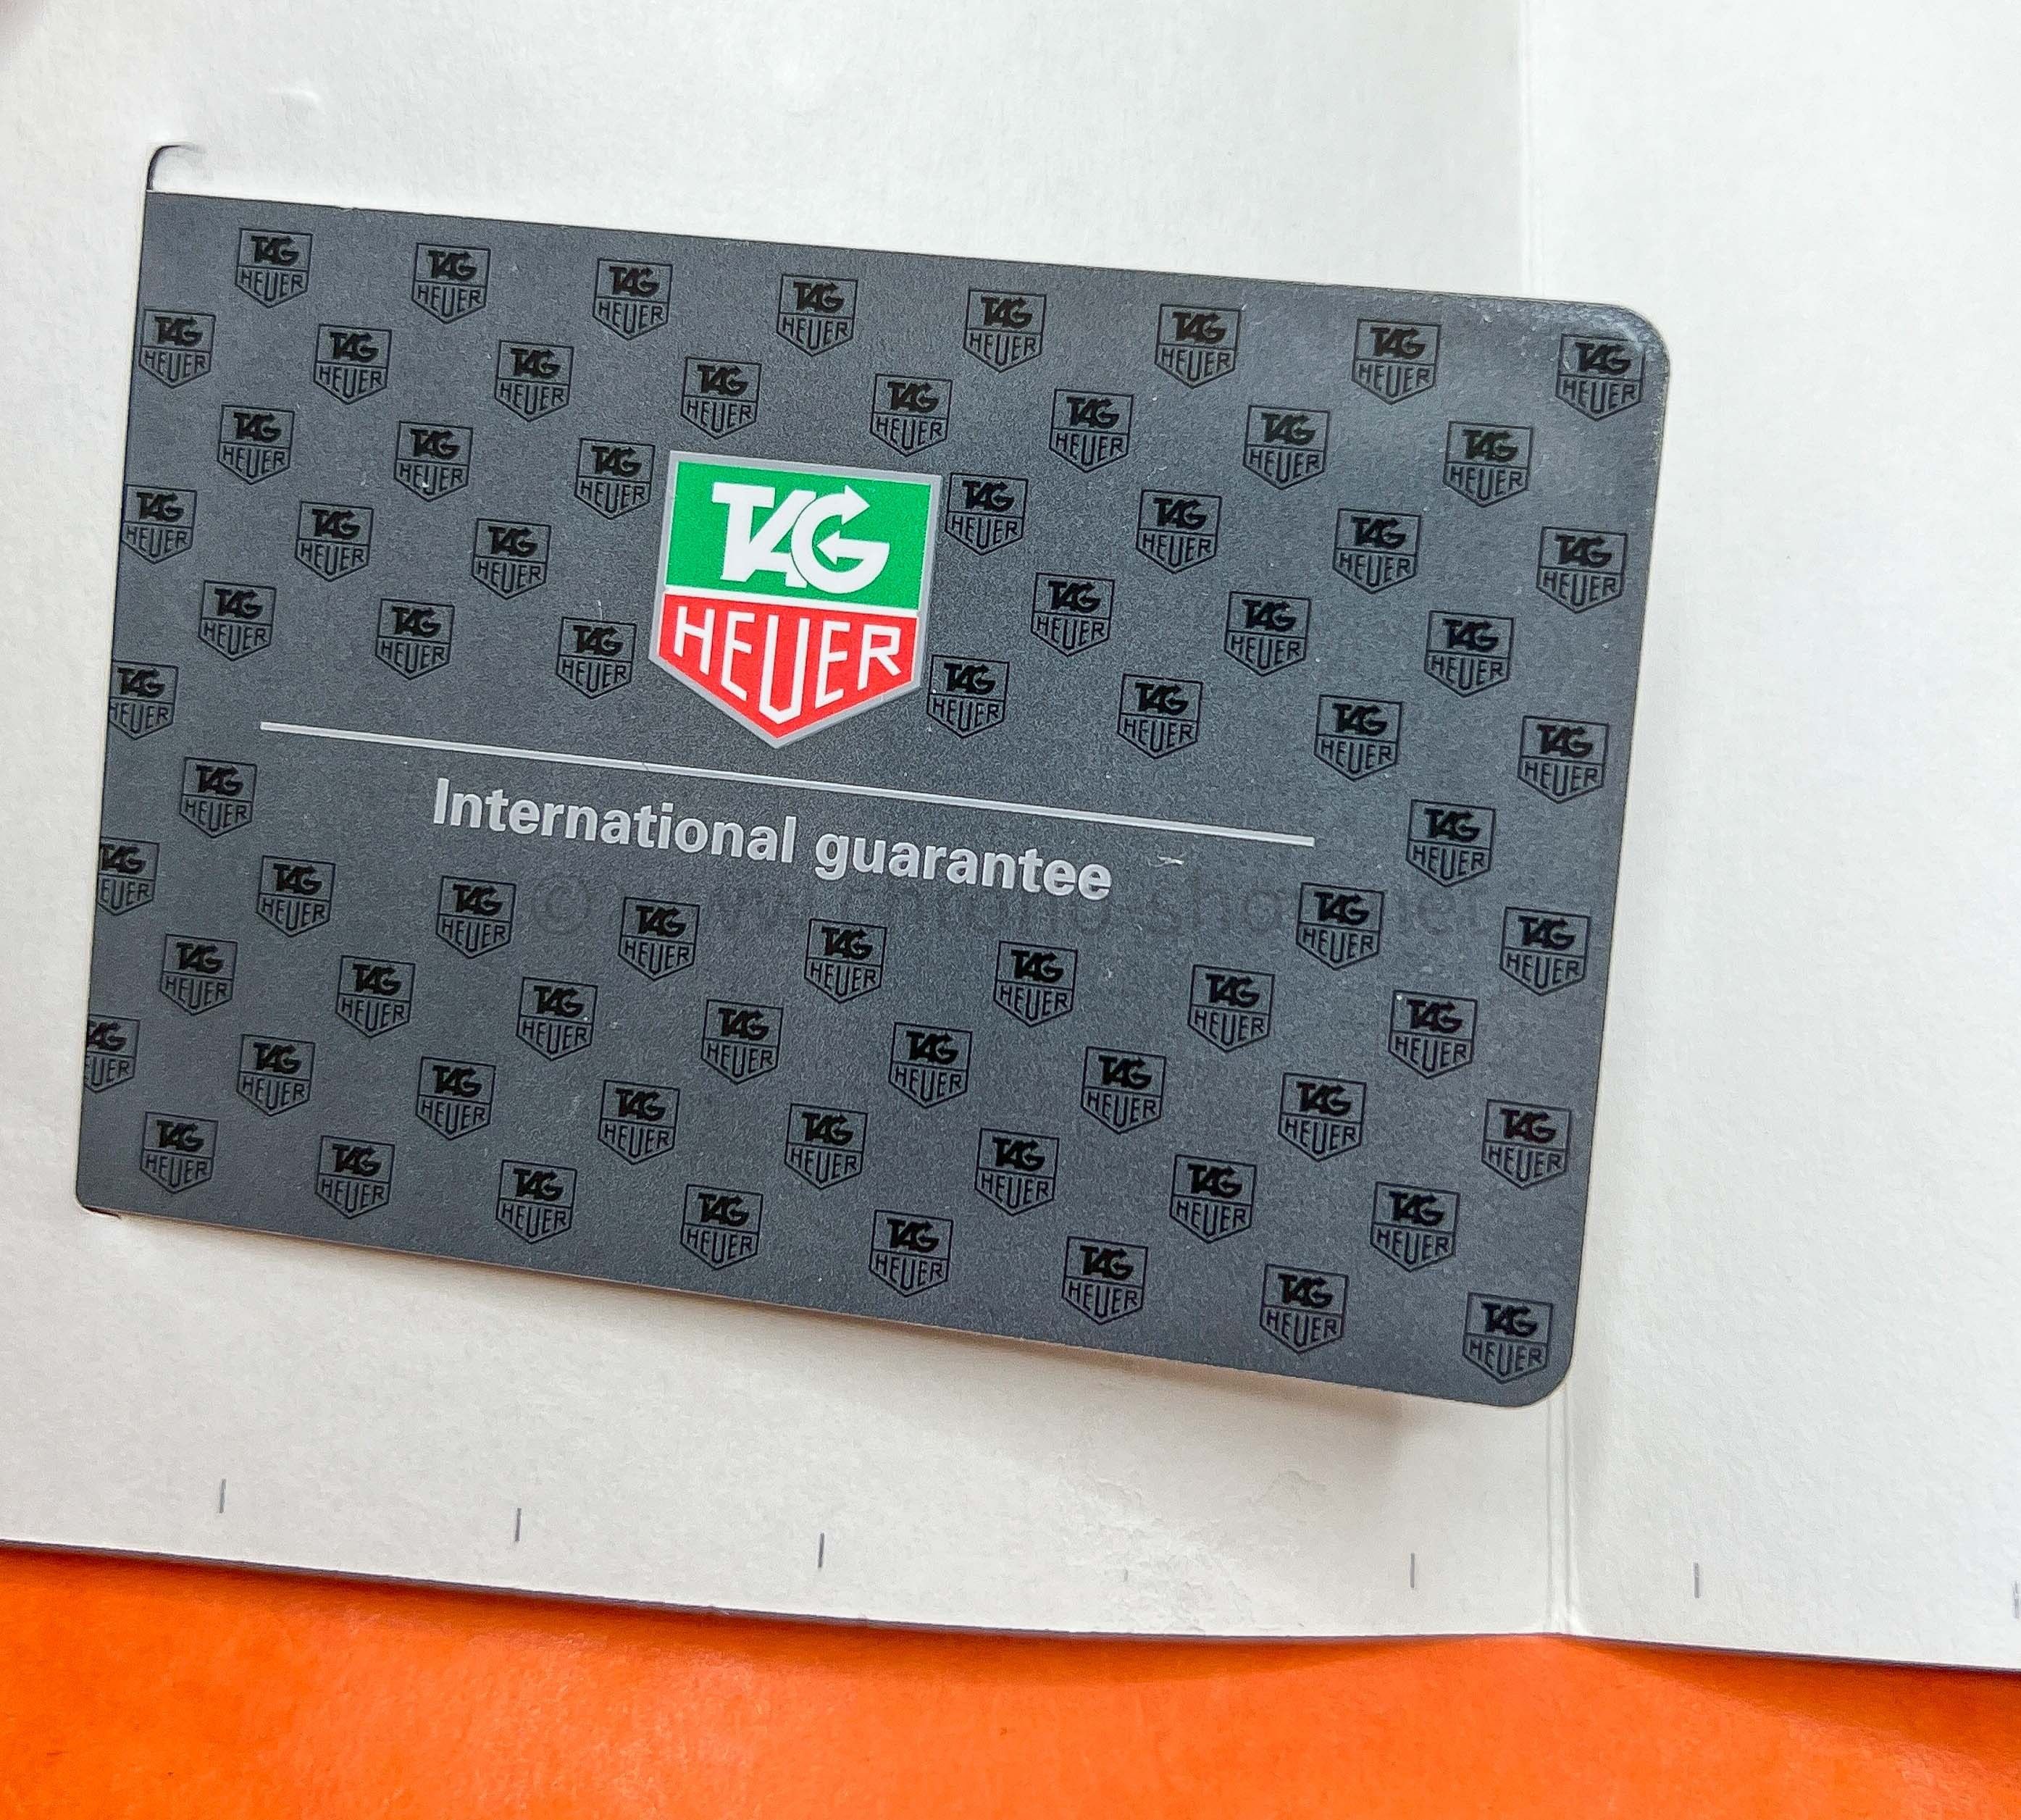 TAG
HEUER
International guarantee